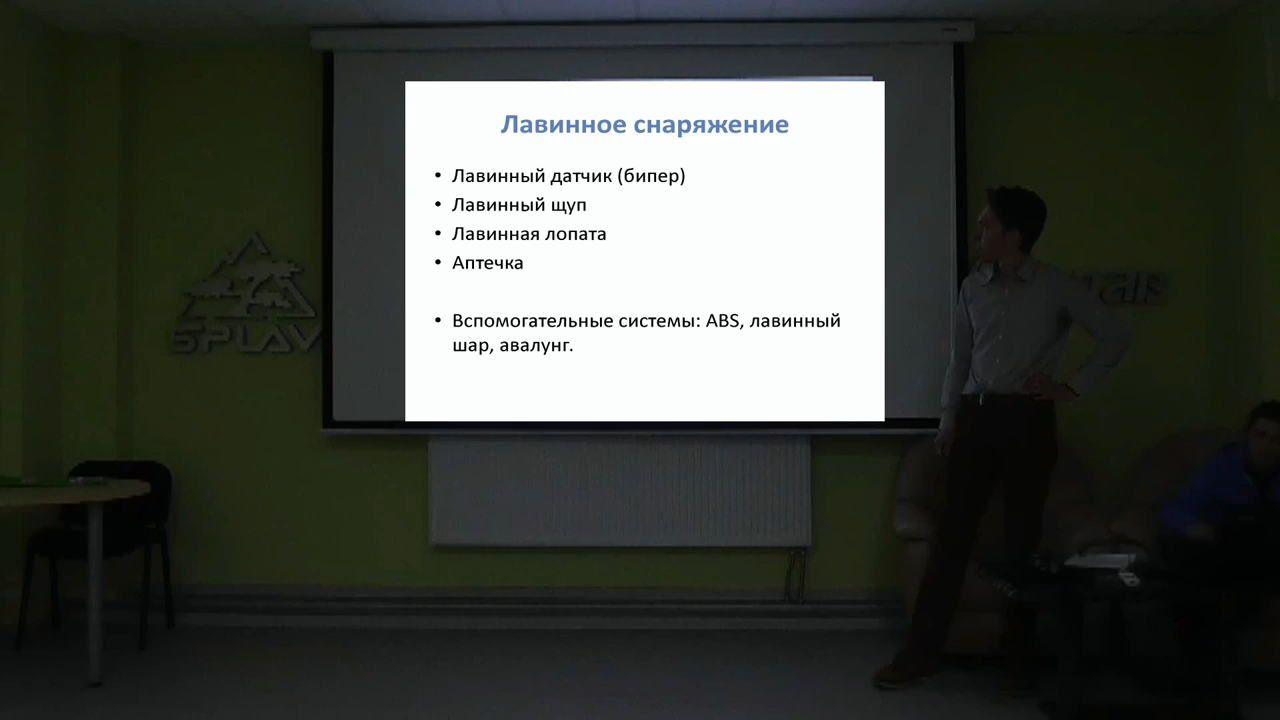 Лавинное снаряжение
• Лавинный датчик (бипер)
• Лавинный щуп
• Лавинная лопата
• Аптечка
• Вспомогательные системы: ABS, лавинный
шар, авалунг.
SPLAV